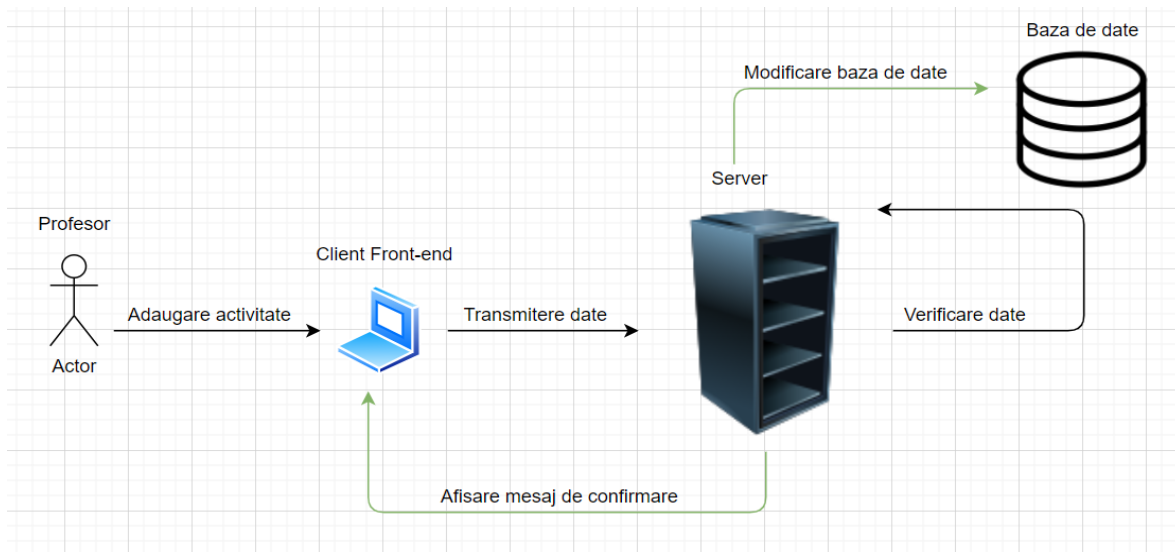 Baza de date
Modificare baza de date
Server
Profesor
Client Front-end
Adaugare activitate
Transmitere date
Verificare date
Actor
Afisare mesaj de confirmare